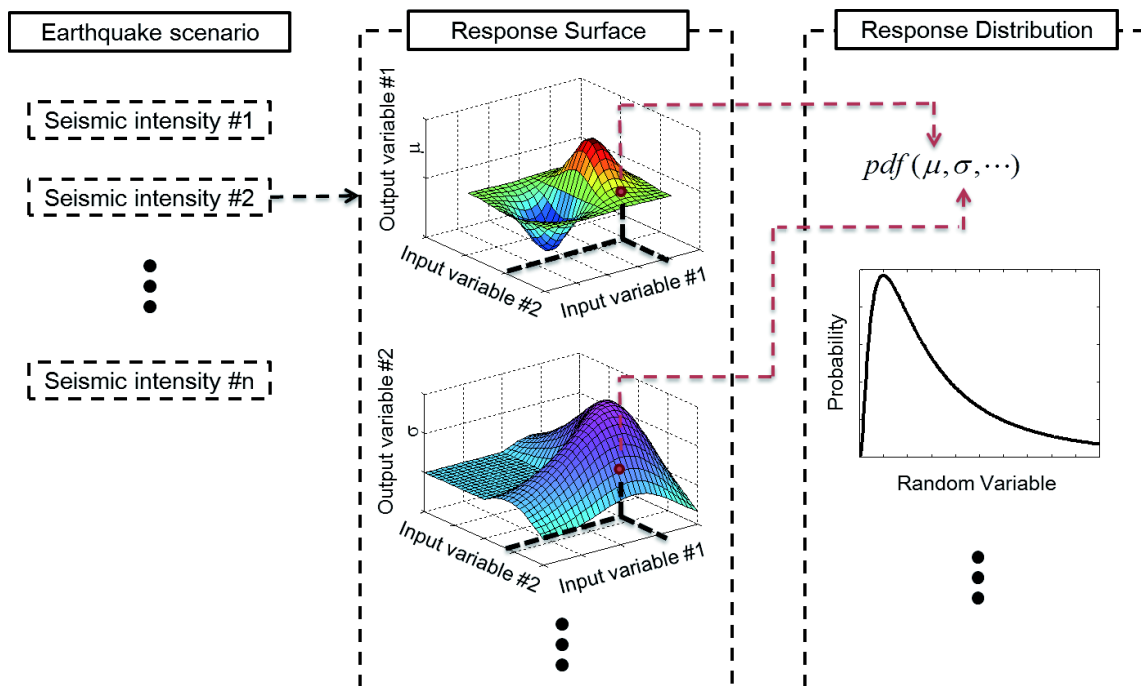 Earthquake scenario
Seismic intensity #1
Seismic intensity #2
Seismic intensity #n
Response Surface
Output variable #1
μ
Input variable #2
Input variable #1
Output variable #2
σ
Input variable #2
Input variable #1
Response Distribution
pdf(μ,σ,⋯)
Probability
Random Variable